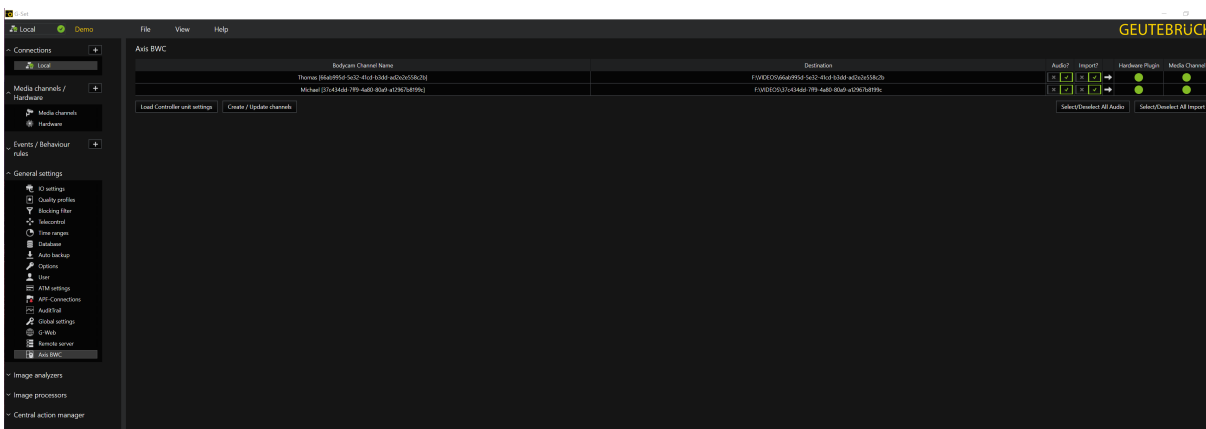 G-Set
Local Demo File View Help GEUTEBRÜCK
Connections +
Local
Media channels / Hardware +
Media channels
Hardware
Events / Behaviour rules +
General settings
IO settings
Quality profiles
Blocking filter
Telecontrol
Time ranges
Database
Auto backup
Options
User
ATM settings
APF-Connections
AuditTrail
Global settings
G-Web
Remote server
Axis BWC
Image analyzers
Image processors
Central action manager
Axis BWC
Bodycam Channel Name Destination Audio? Import? Hardware Plugin Media Channel
Thomas [66ab995d-5e32-41cd-b3dd-ad2e2e558c2b] F:\VIDEOS\66ab995d-5e32-41cd-b3dd-ad2e2e558c2b
Michael [37c434dd-7ff9-4a80-80a9-a12967b8199c] F:\VIDEOS\37c434dd-7ff9-4a80-80a9-a12967b8199c
Load Controller unit settings Create / Update channels Select/Deselect All Audio Select/Deselect All Import